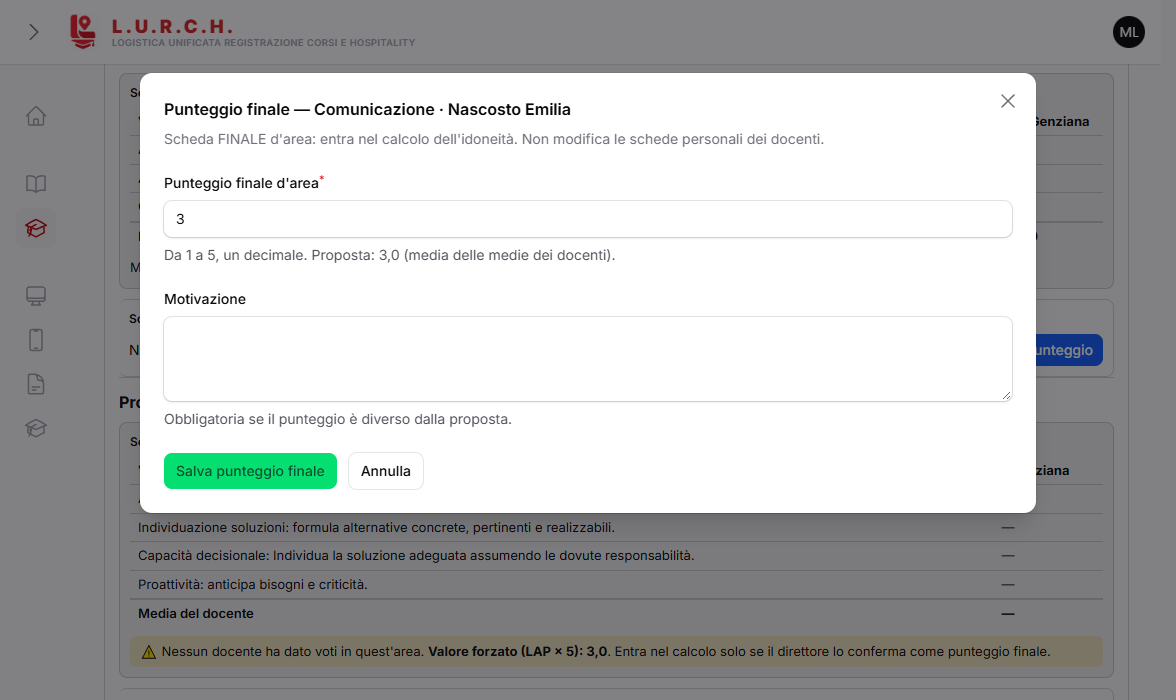 L.U.R.C.H.
LOGISTICA UNIFICATA REGISTRAZIONE CORSI E HOSPITALITY
ML
Genziana
Punteggio finale — Comunicazione · Nascosto Emilia
Scheda FINALE d'area: entra nel calcolo dell'idoneità. Non modifica le schede personali dei docenti.
Punteggio finale d'area*
3
Da 1 a 5, un decimale. Proposta: 3,0 (media delle medie dei docenti).
Motivazione
Obbligatoria se il punteggio è diverso dalla proposta.
Salva punteggio finale
Annulla
Individuazione soluzioni: formula alternative concrete, pertinenti e realizzabili. —
Capacità decisionale: Individua la soluzione adeguata assumendo le dovute responsabilità. —
Proattività: anticipa bisogni e criticità. —
Media del docente —
⚠ Nessun docente ha dato voti in quest'area. Valore forzato (LAP × 5): 3,0. Entra nel calcolo solo se il direttore lo conferma come punteggio finale.